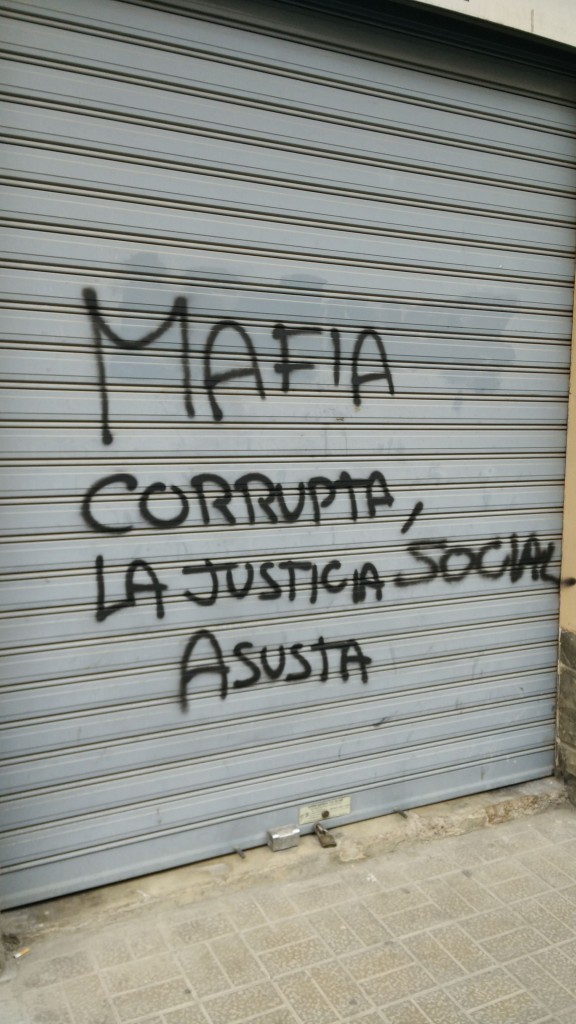 MAFIA
CORRUPTA,
LA JUSTICIA SOCIAL
ASUSTA